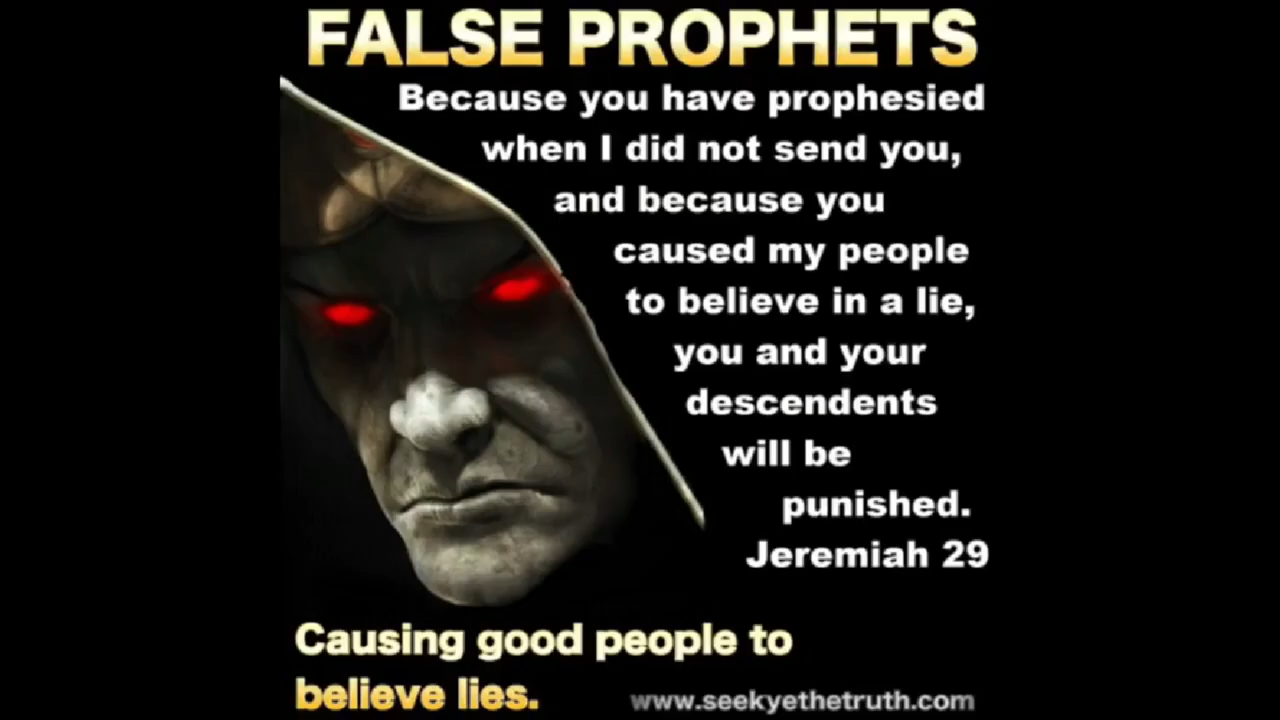 FALSE PROPHETS
Because you have prophesied
when I did not send you,
and because you
caused my people
to believe in a lie,
you and your
descendents
will be
punished.
Jeremiah 29
Causing good people to
believe lies.
www.seekyethetruth.com